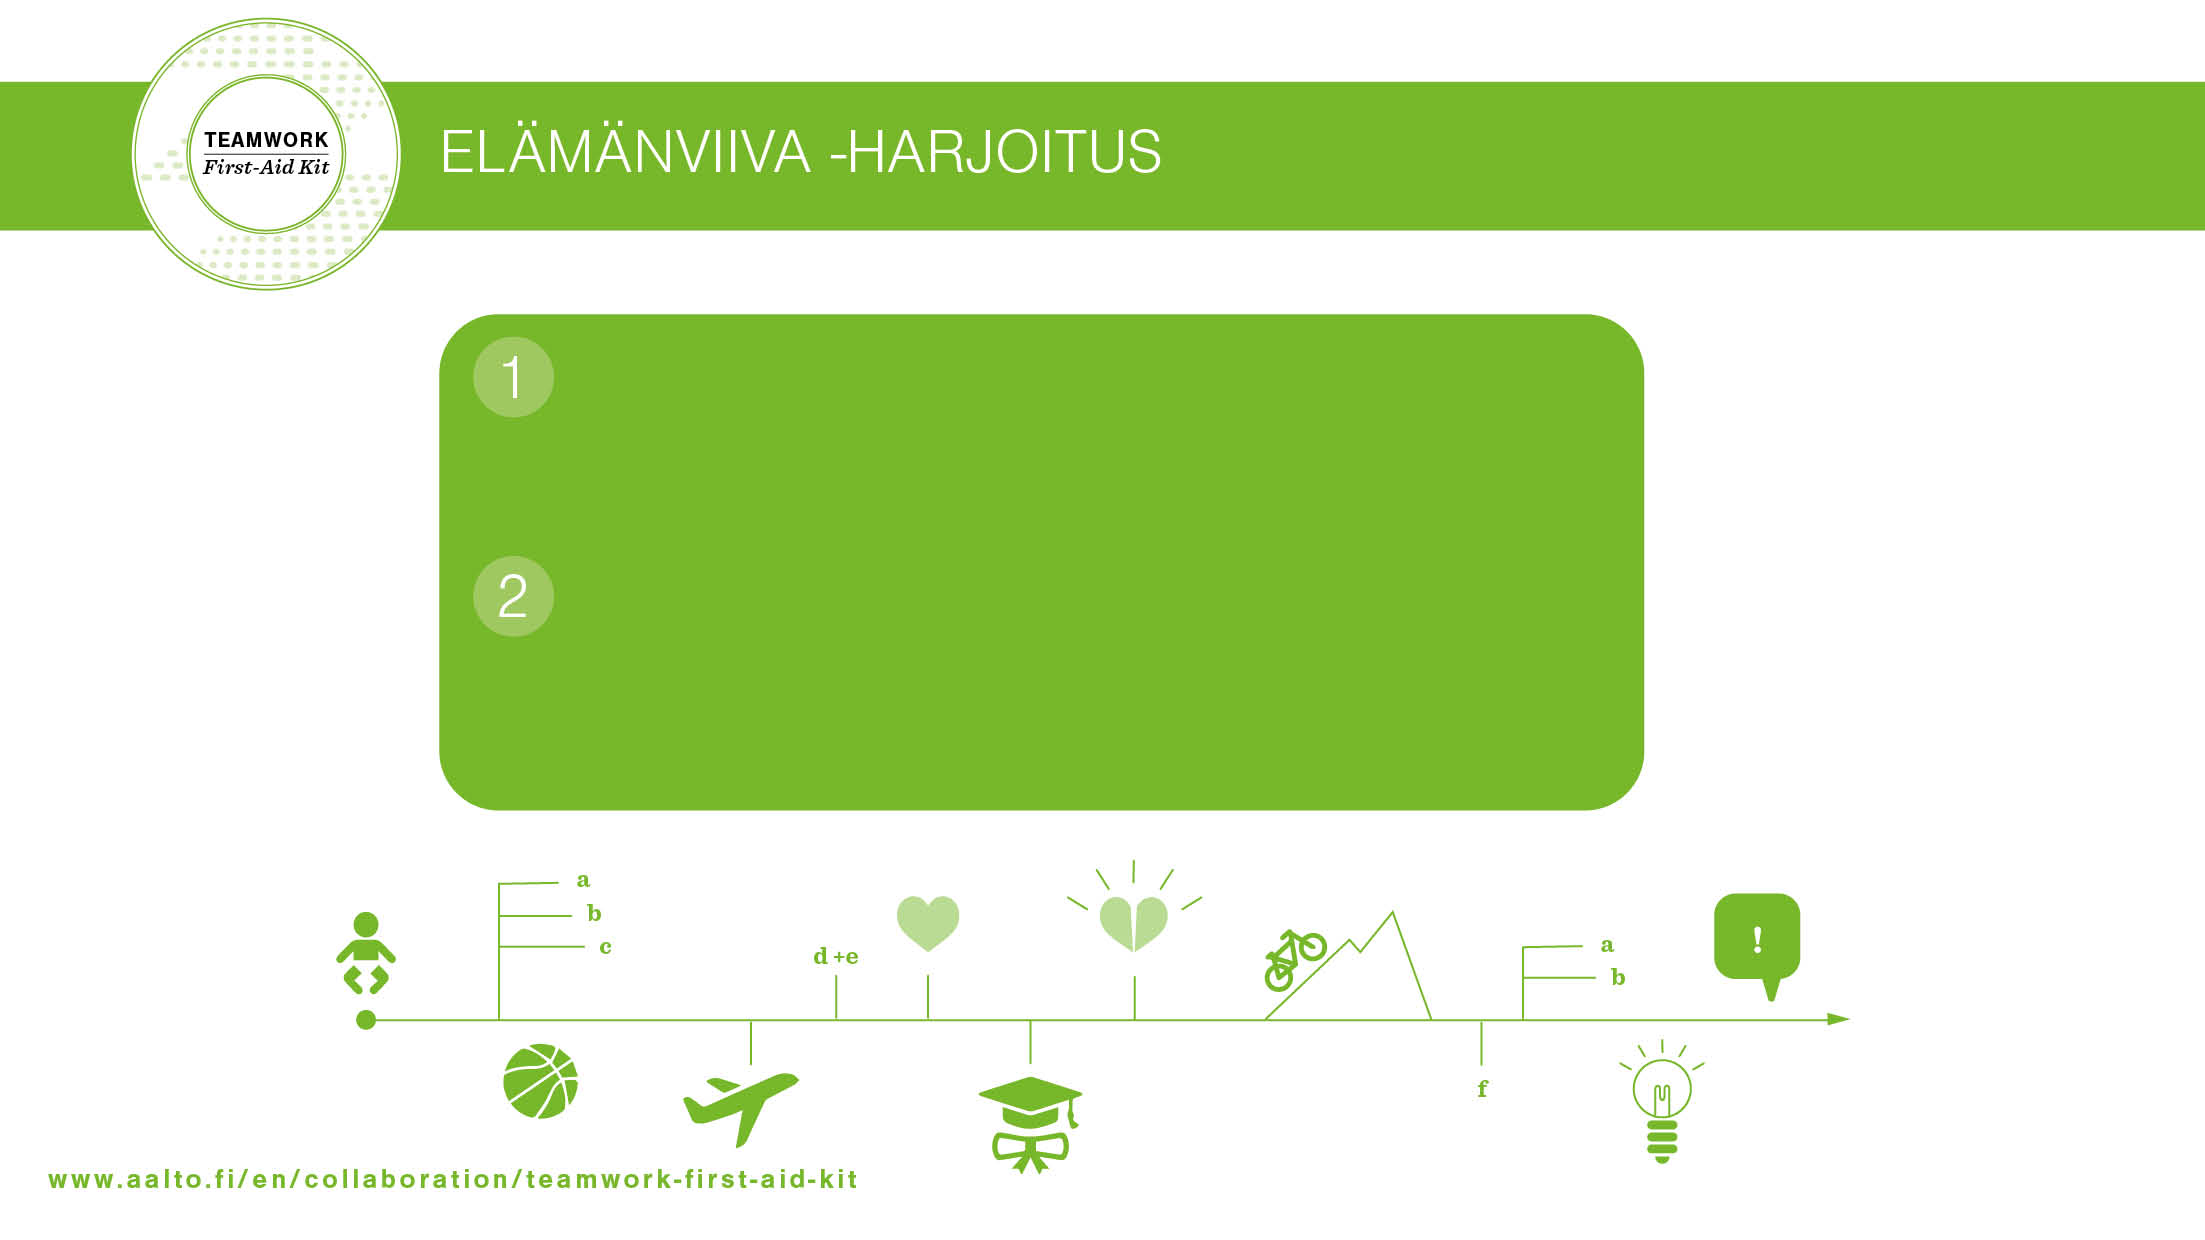 TEAMWORK
First-Aid Kit
ELÄMÄNVIIVA -HARJOITUS
1
2
a
b
c
d+e
a
b
!
f
www.aalto.fi/en/collaboration/teamwork-first-aid-kit